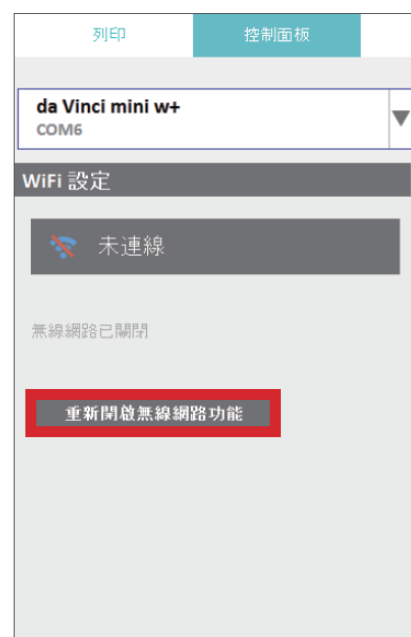 列印
控制面板
da Vinci mini w+
COM6
WiFi 設定
未連線
無線網路已關閉
重新開啟無線網路功能